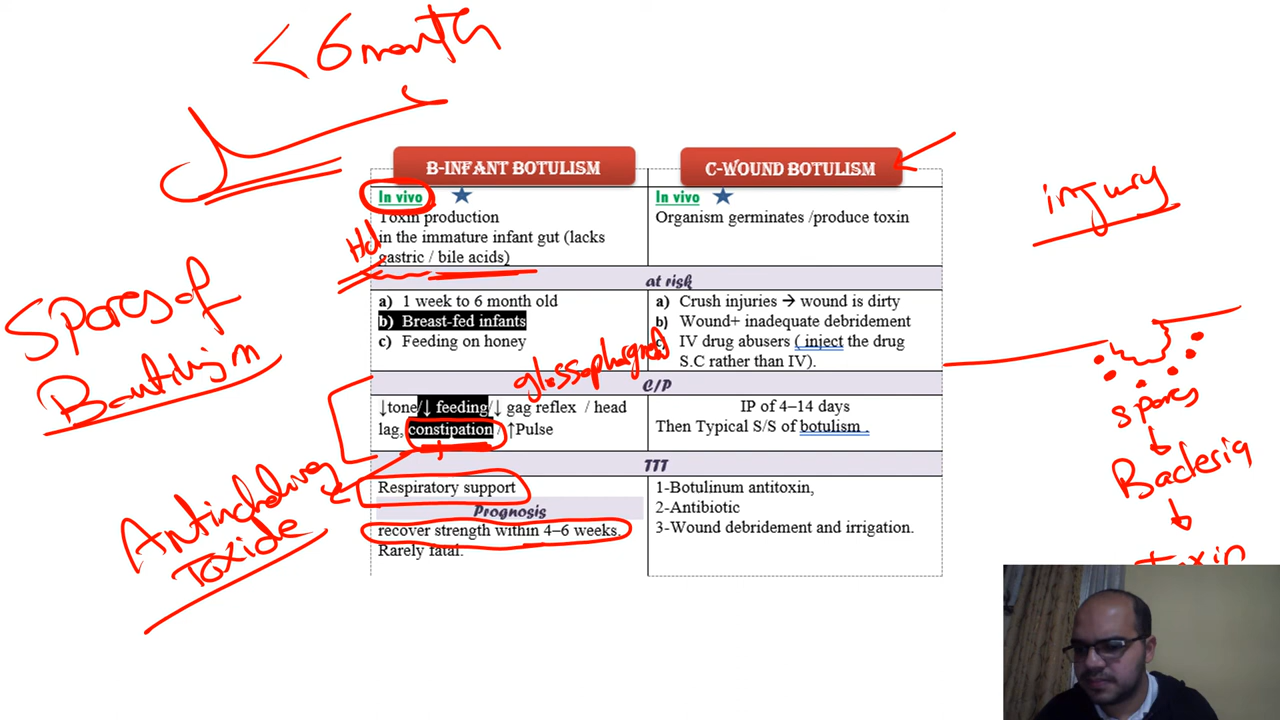 < 6 month
B-INFANT BOTULISM
C-WOUND BOTULISM
In vivo
Toxin production
in the immature infant gut (lacks
gastric / bile acids)
In vivo
Organism germinates /produce toxin
Hcl
injury
at risk
a) 1 week to 6 month old
b) Breast-fed infants
c) Feeding on honey
a) Crush injuries → wound is dirty
b) Wound+ inadequate debridement
c) IV drug abusers ( inject the drug
S.C rather than IV).
Spores of
C/P
↓tone/↓ feeding/↓ gag reflex / head
lag, constipation / ↑Pulse
IP of 4–14 days
Then Typical S/S of botulism .
TTT
Respiratory support
Prognosis
recover strength within 4–6 weeks.
Rarely fatal.
1-Botulinum antitoxin,
2-Antibiotic
3-Wound debridement and irrigation.
spores
Bacteria
toxin